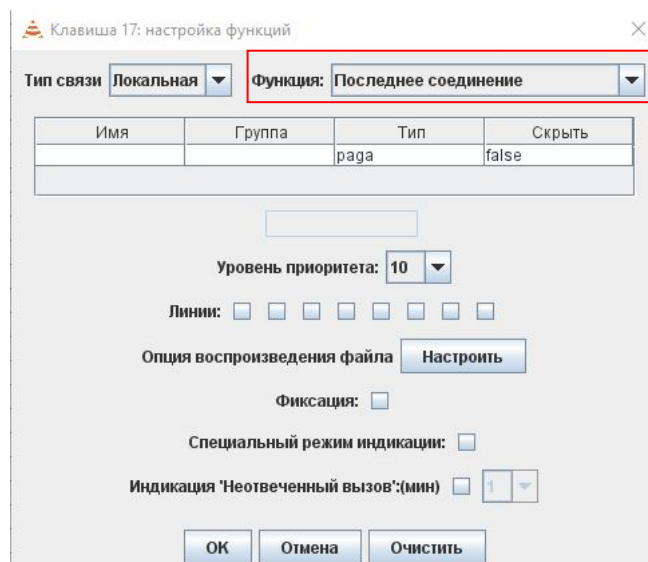 Клавиша 17: настройка функций
Тип связи Локальная Функция: Последнее соединение
Имя Группа Тип Скрыть
paga false
Уровень приоритета: 10
Линии:
Опция воспроизведения файла Настроить
Фиксация:
Специальный режим индикации:
Индикация 'Неотвеченный вызов':(мин) 1
ОК Отмена Очистить